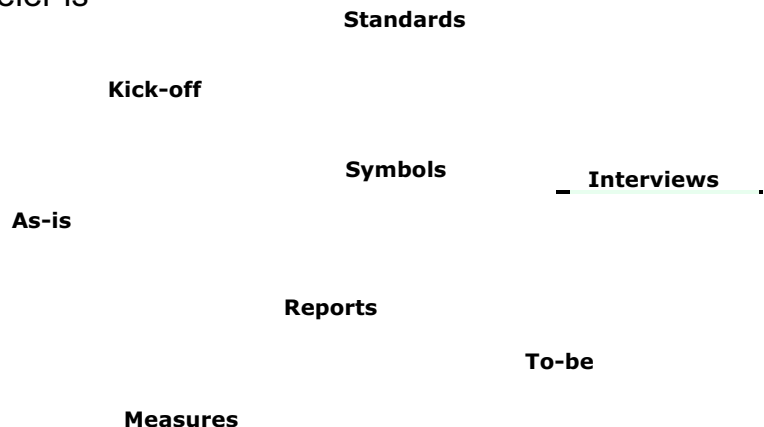 Standards
Kick-off
Symbols
Interviews
As-is
Reports
To-be
Measures